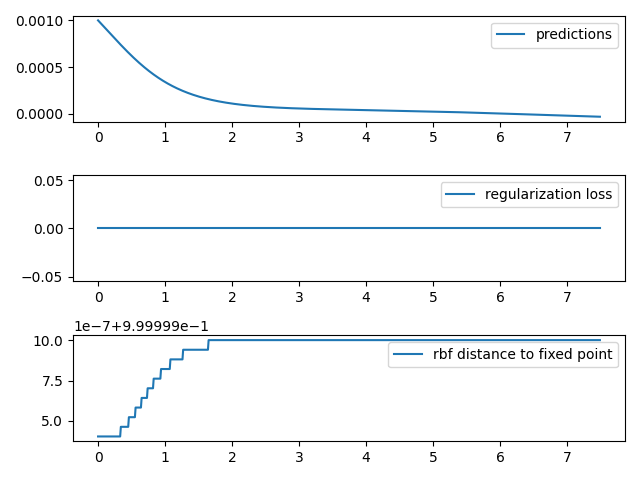 0.0010
0.0005
0.0000
predictions
0 1 2 3 4 5 6 7
0.05
0.00
−0.05
regularization loss
0 1 2 3 4 5 6 7
1e-7+9.99999e-1
10.0
7.5
5.0
rbf distance to fixed point
0 1 2 3 4 5 6 7